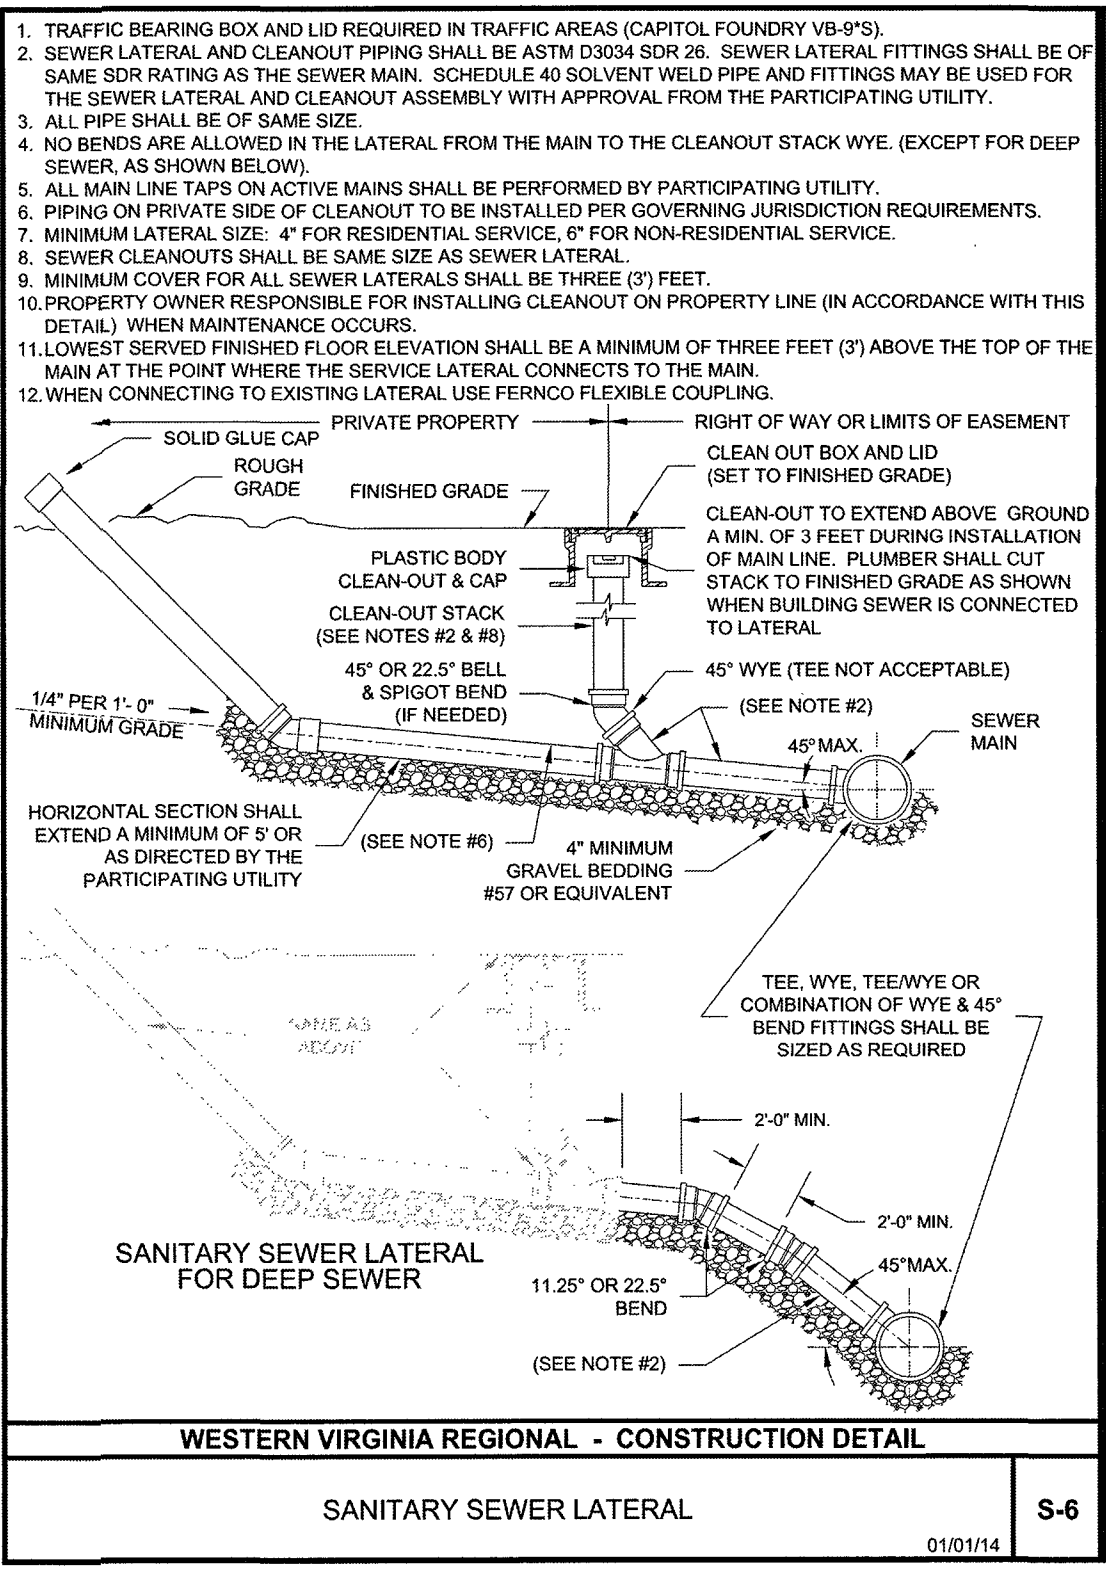 1. TRAFFIC BEARING BOX AND LID REQUIRED IN TRAFFIC AREAS (CAPITOL FOUNDRY VB-9*S).
2. SEWER LATERAL AND CLEANOUT PIPING SHALL BE ASTM D3034 SDR 26. SEWER LATERAL FITTINGS SHALL BE OF
SAME SDR RATING AS THE SEWER MAIN. SCHEDULE 40 SOLVENT WELD PIPE AND FITTINGS MAY BE USED FOR
THE SEWER LATERAL AND CLEANOUT ASSEMBLY WITH APPROVAL FROM THE PARTICIPATING UTILITY.
3. ALL PIPE SHALL BE OF SAME SIZE.
4. NO BENDS ARE ALLOWED IN THE LATERAL FROM THE MAIN TO THE CLEANOUT STACK WYE. (EXCEPT FOR DEEP
SEWER, AS SHOWN BELOW).
5. ALL MAIN LINE TAPS ON ACTIVE MAINS SHALL BE PERFORMED BY PARTICIPATING UTILITY.
6. PIPING ON PRIVATE SIDE OF CLEANOUT TO BE INSTALLED PER GOVERNING JURISDICTION REQUIREMENTS.
7. MINIMUM LATERAL SIZE: 4" FOR RESIDENTIAL SERVICE, 6" FOR NON-RESIDENTIAL SERVICE.
8. SEWER CLEANOUTS SHALL BE SAME SIZE AS SEWER LATERAL.
9. MINIMUM COVER FOR ALL SEWER LATERALS SHALL BE THREE (3') FEET.
10. PROPERTY OWNER RESPONSIBLE FOR INSTALLING CLEANOUT ON PROPERTY LINE (IN ACCORDANCE WITH THIS
DETAIL) WHEN MAINTENANCE OCCURS.
11. LOWEST SERVED FINISHED FLOOR ELEVATION SHALL BE A MINIMUM OF THREE FEET (3') ABOVE THE TOP OF THE
MAIN AT THE POINT WHERE THE SERVICE LATERAL CONNECTS TO THE MAIN.
12. WHEN CONNECTING TO EXISTING LATERAL USE FERNCO FLEXIBLE COUPLING.
PRIVATE PROPERTY
RIGHT OF WAY OR LIMITS OF EASEMENT
SOLID GLUE CAP
ROUGH
GRADE
FINISHED GRADE
CLEAN OUT BOX AND LID
(SET TO FINISHED GRADE)
CLEAN-OUT TO EXTEND ABOVE GROUND
A MIN. OF 3 FEET DURING INSTALLATION
OF MAIN LINE. PLUMBER SHALL CUT
STACK TO FINISHED GRADE AS SHOWN
WHEN BUILDING SEWER IS CONNECTED
TO LATERAL
PLASTIC BODY
CLEAN-OUT & CAP
CLEAN-OUT STACK
(SEE NOTES #2 & #8)
45° OR 22.5° BELL
& SPIGOT BEND
(IF NEEDED)
45° WYE (TEE NOT ACCEPTABLE)
(SEE NOTE #2)
1/4" PER 1'- 0"
MINIMUM GRADE
45° MAX.
SEWER
MAIN
HORIZONTAL SECTION SHALL
EXTEND A MINIMUM OF 5' OR
AS DIRECTED BY THE
PARTICIPATING UTILITY
(SEE NOTE #6)
4" MINIMUM
GRAVEL BEDDING
#57 OR EQUIVALENT
TEE, WYE, TEE/WYE OR
COMBINATION OF WYE & 45°
BEND FITTINGS SHALL BE
SIZED AS REQUIRED
SAME AS
ABOVE
2'-0" MIN.
2'-0" MIN.
45°MAX.
SANITARY SEWER LATERAL
FOR DEEP SEWER
11.25° OR 22.5°
BEND
(SEE NOTE #2)
WESTERN VIRGINIA REGIONAL - CONSTRUCTION DETAIL
SANITARY SEWER LATERAL
S-6
01/01/14